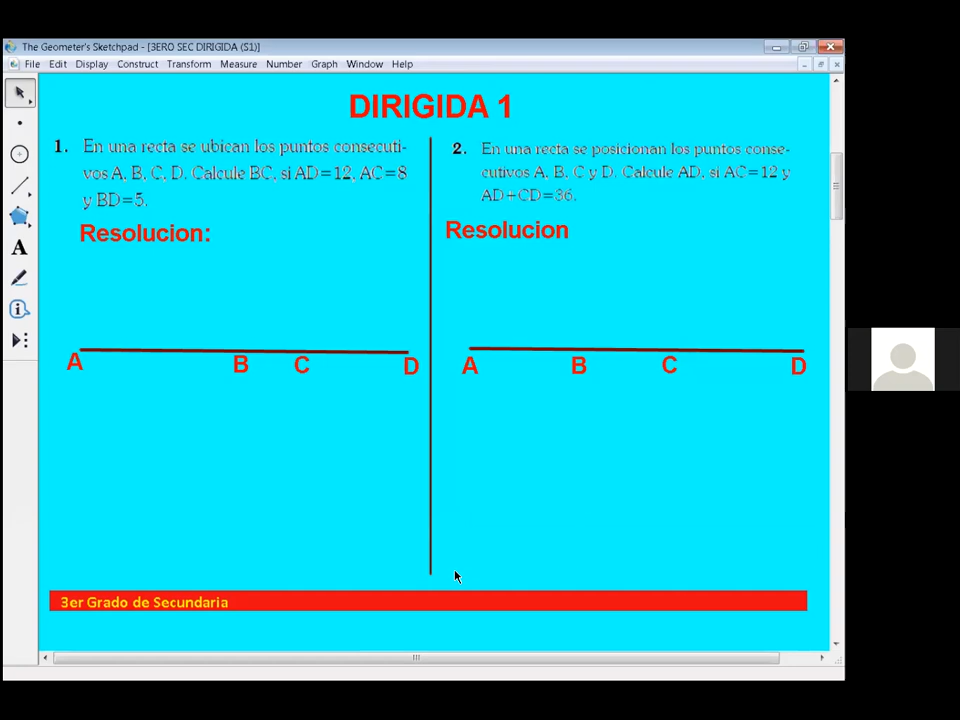 The Geometer's Sketchpad - [3ERO SEC DIRIGIDA (S1)]
File Edit Display Construct Transform Measure Number Graph Window Help
DIRIGIDA 1
1. En una recta se ubican los puntos consecuti-
vos A, B, C, D. Calcule BC, si AD=12, AC=8
y BD=5.
Resolucion:
A B C D
2. En una recta se posicionan los puntos conse-
cutivos A, B, C y D. Calcule AD, si AC=12 y
AD+CD=36.
Resolucion
A B C D
3er Grado de Secundaria